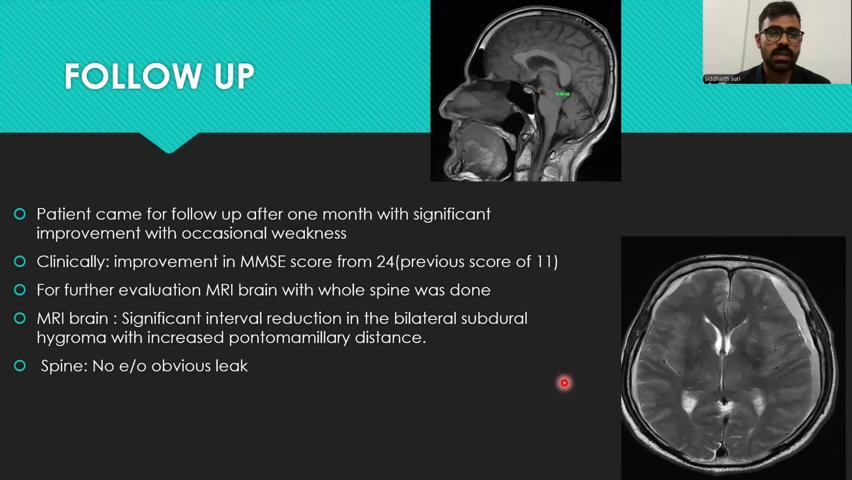 FOLLOW UP
siddharth suri
Patient came for follow up after one month with significant
improvement with occasional weakness
Clinically: improvement in MMSE score from 24(previous score of 11)
For further evaluation MRI brain with whole spine was done
MRI brain : Significant interval reduction in the bilateral subdural
hygroma with increased pontomamillary distance.
Spine: No e/o obvious leak